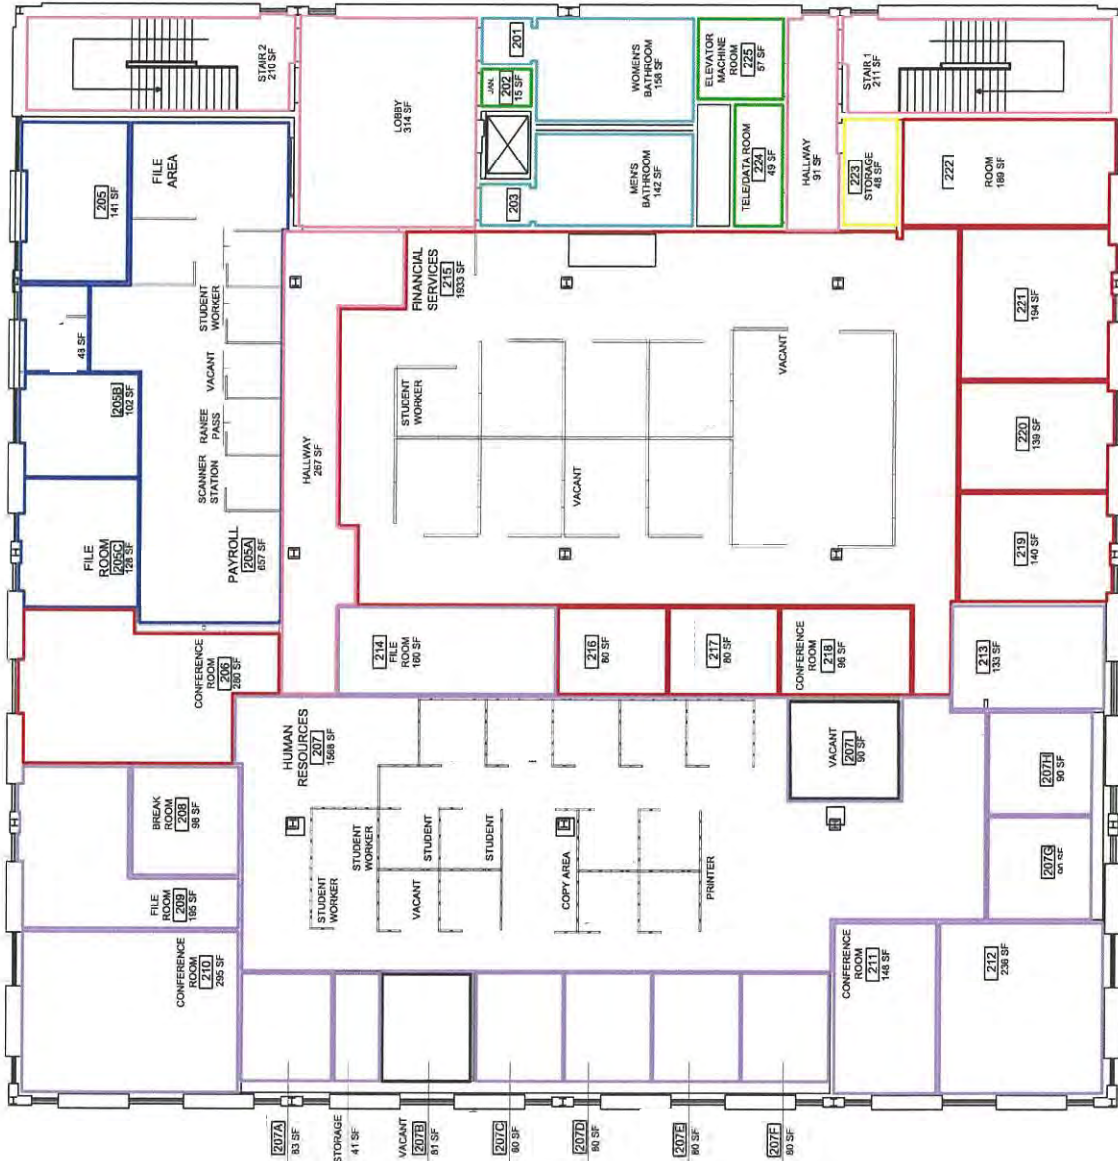 STAIR 2
210 SF
LOBBY
314 SF
201
JAN.
202
15 SF
203
WOMEN'S
BATHROOM
158 SF
MEN'S
BATHROOM
142 SF
ELEVATOR
MACHINE
ROOM
225
57 SF
TELE/DATA ROOM
224
49 SF
HALLWAY
91 SF
STAIR 1
211 SF
223
STORAGE
48 SF
222
ROOM
189 SF
205
141 SF
FILE
AREA
48 SF
205B
102 SF
FILE
ROOM
205C
128 SF
STUDENT
WORKER
VACANT
RANEE
PASS
SCANNER
STATION
PAYROLL
205A
657 SF
HALLWAY
267 SF
FINANCIAL
SERVICES
215
1933 SF
STUDENT
WORKER
VACANT
VACANT
221
194 SF
220
139 SF
219
140 SF
CONFERENCE
ROOM
206
280 SF
214
FILE
ROOM
160 SF
216
80 SF
217
80 SF
CONFERENCE
ROOM
218
96 SF
213
133 SF
HUMAN
RESOURCES
207
1568 SF
VACANT
207I
90 SF
207H
90 SF
207G
BREAK
ROOM
208
98 SF
FILE
ROOM
209
195 SF
STUDENT
WORKER
STUDENT
WORKER
VACANT
STUDENT
STUDENT
COPY AREA
PRINTER
CONFERENCE
ROOM
210
295 SF
CONFERENCE
ROOM
211
148 SF
212
236 SF
207A
83 SF
STORAGE
41 SF
VACANT
207B
81 SF
207C
80 SF
207D
80 SF
207E
80 SF
207F
80 SF